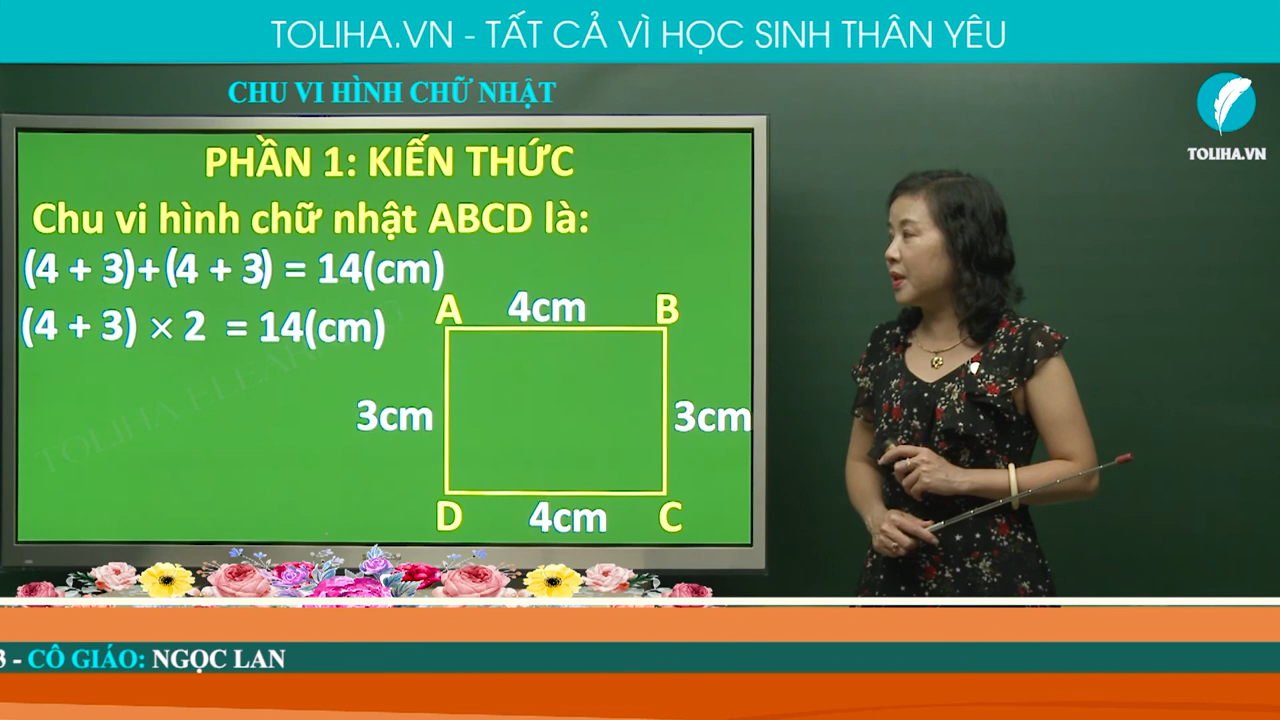 TOLIHA.VN - TẤT CẢ VÌ HỌC SINH THÂN YÊU
CHU VI HÌNH CHỮ NHẬT
TOLIHA.VN
PHẦN 1: KIẾN THỨC
Chu vi hình chữ nhật ABCD là:
(4 + 3)+(4 + 3) = 14(cm)
(4 + 3) × 2 = 14(cm)
A 4cm B
3cm 3cm
D 4cm C
TOLIHA ELEARNING
3 - CÔ GIÁO: NGỌC LAN